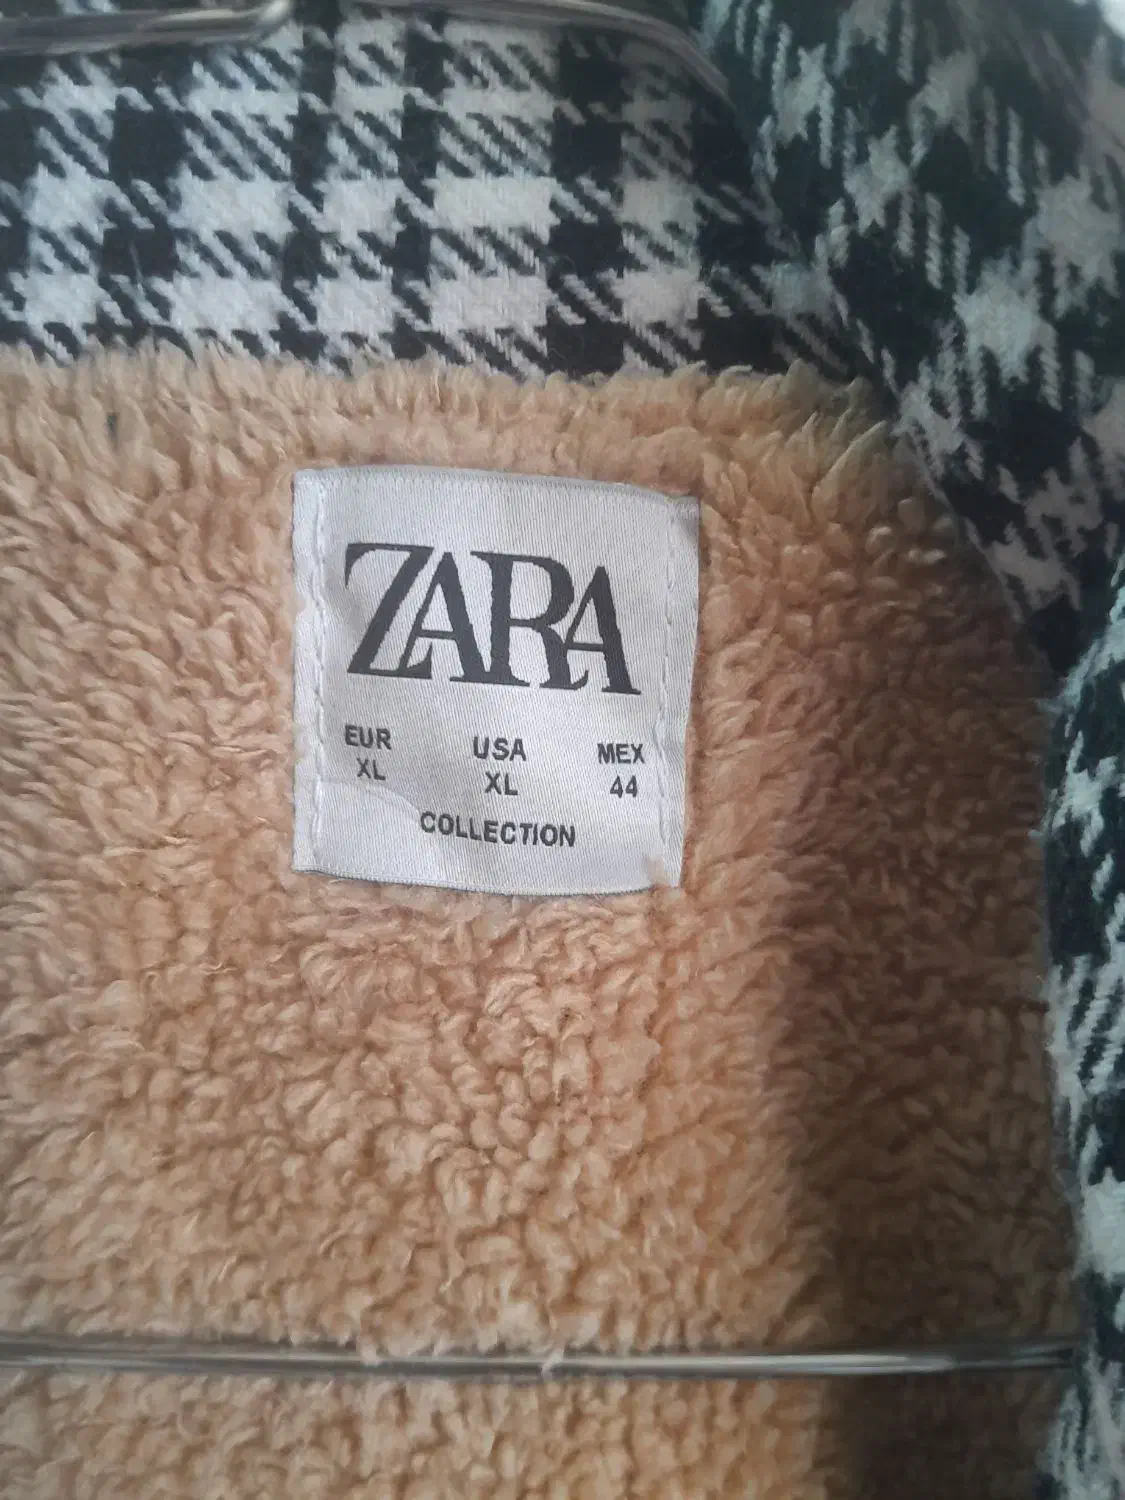 ZARA
EUR USA MEX
XL XL 44
COLLECTION